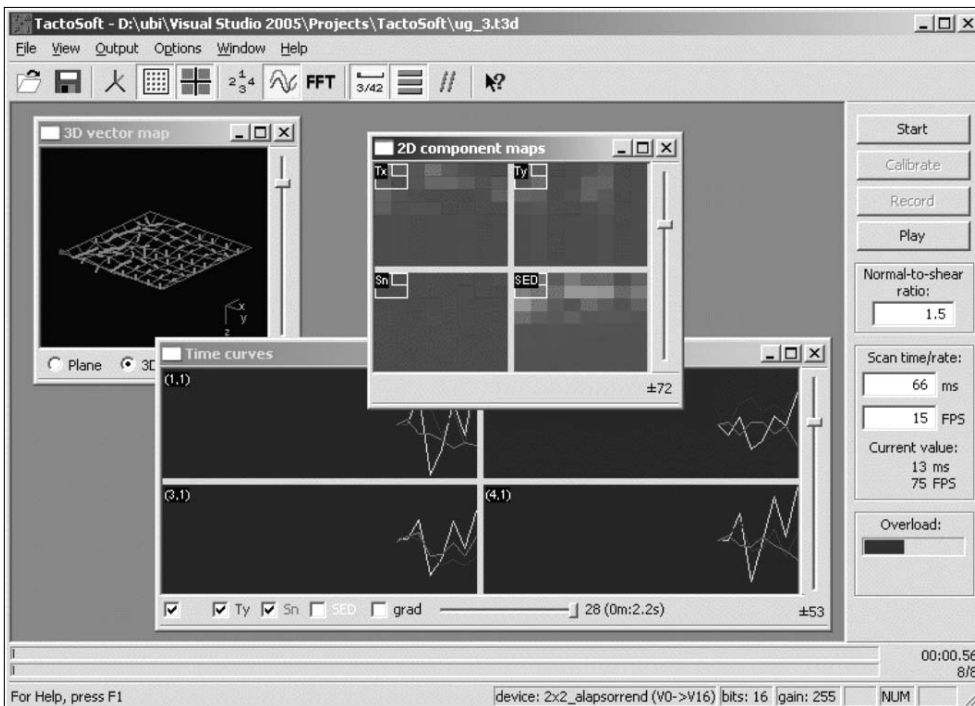 TactoSoft - D:\ubi\Visual Studio 2005\Projects\TactoSoft\ug_3.t3d
File View Output Options Window Help
2 1 4 3 FFT 3/42
3D vector map
x
y
z
Plane 3D
2D component maps
Tx Ty
Sn SED
±72
Time curves
(1,1)
(3,1) (4,1)
Ty Sn SED grad 28 (0m:2.2s) ±53
Start
Calibrate
Record
Play
Normal-to-shear
ratio:
1.5
Scan time/rate:
66 ms
15 FPS
Current value:
13 ms
75 FPS
Overload:
00:00.56
8/8
For Help, press F1 device: 2x2_alapsorrend (V0->V16) bits: 16 gain: 255 NUM